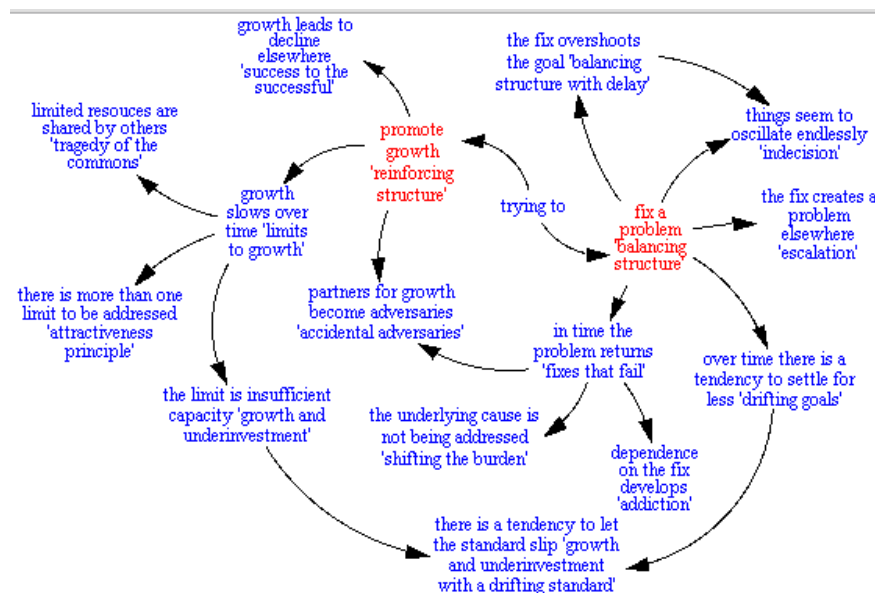 growth leads to
decline
elsewhere
'success to the
successful'
the fix overshoots
the goal 'balancing
structure with delay'
limited resouces are
shared by others
'tragedy of the
commons'
promote
growth
'reinforcing
structure'
things seem to
oscillate endlessly
'indecision'
growth
slows over
time 'limits
to growth'
trying to
fix a
problem
'balancing
structure'
the fix creates a
problem
elsewhere
'escalation'
there is more than one
limit to be addressed
'attractiveness
principle'
partners for growth
become adversaries
'accidental adversaries'
in time the
problem returns
'fixes that fail'
over time there is a
tendency to settle for
less 'drifting goals'
the limit is insufficient
capacity 'growth and
underinvestment'
the underlying cause is
not being addressed
'shifting the burden'
dependence
on the fix
develops
'addiction'
there is a tendency to let
the standard slip 'growth
and underinvestment
with a drifting standard'